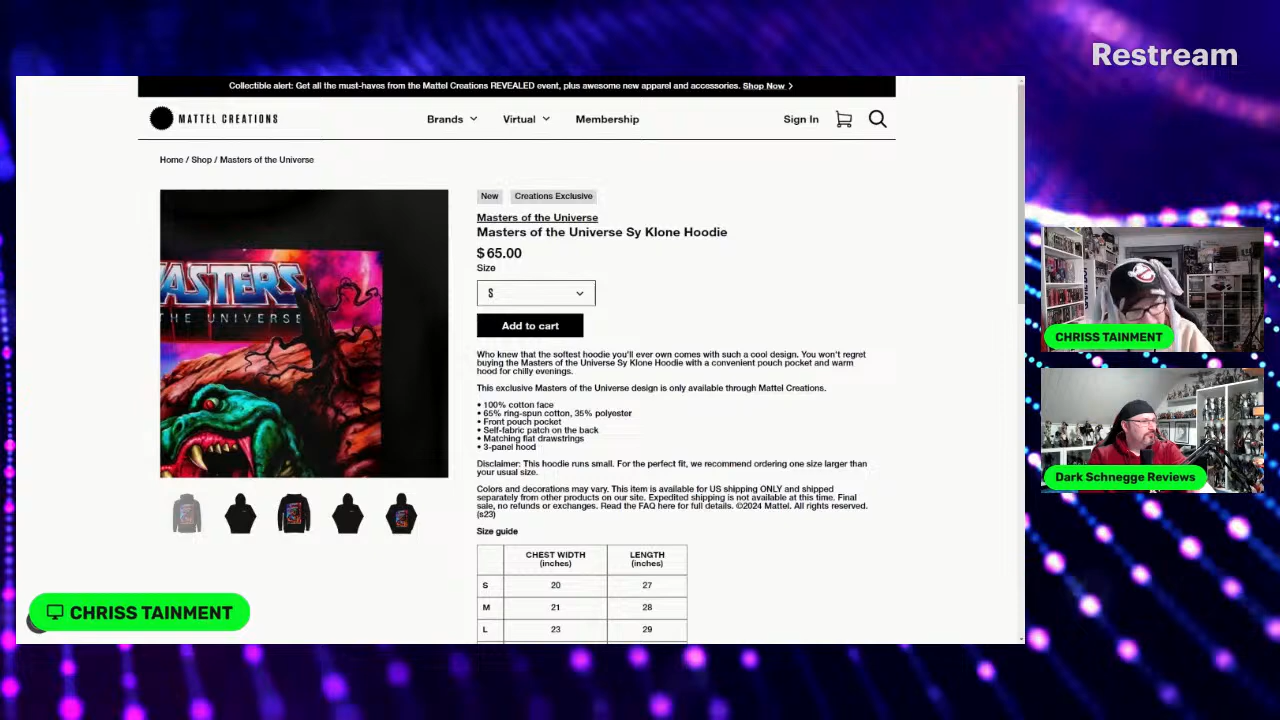 Restream
Collectible alert: Get all the must-haves from the Mattel Creations REVEALED event, plus awesome new apparel and accessories. Shop Now
MATTEL CREATIONS
Brands
Virtual
Membership
Sign In
Home / Shop / Masters of the Universe
New
Creations Exclusive
Masters of the Universe
Masters of the Universe Sy Klone Hoodie
$65.00
Size
S
Add to cart
Who knew that the softest hoodie you'll ever own comes with such a cool design. You won't regret
buying the Masters of the Universe Sy Klone Hoodie with a convenient pouch pocket and warm
hood for chilly evenings.
This exclusive Masters of the Universe design is only available through Mattel Creations.
• 100% cotton face
• 65% ring-spun cotton, 35% polyester
• Front pouch pocket
• Self-fabric patch on the back
• Matching flat drawstrings
• 3-panel hood
Disclaimer: This hoodie runs small. For the perfect fit, we recommend ordering one size larger than
your usual size.
Colors and decorations may vary. This item is available for US shipping ONLY and shipped
separately from other products on our site. Expedited shipping is not available at this time. Final
sale, no refunds or exchanges. Read the FAQ here for full details. ©2024 Mattel. All rights reserved.
(s23)
Size guide
CHEST WIDTH
(inches)
LENGTH
(inches)
S 20 27
M 21 28
L 23 29
ASTERS
THE UNIVERSE
CHRISS TAINMENT
CHRISS TAINMENT
Dark Schnegge Reviews